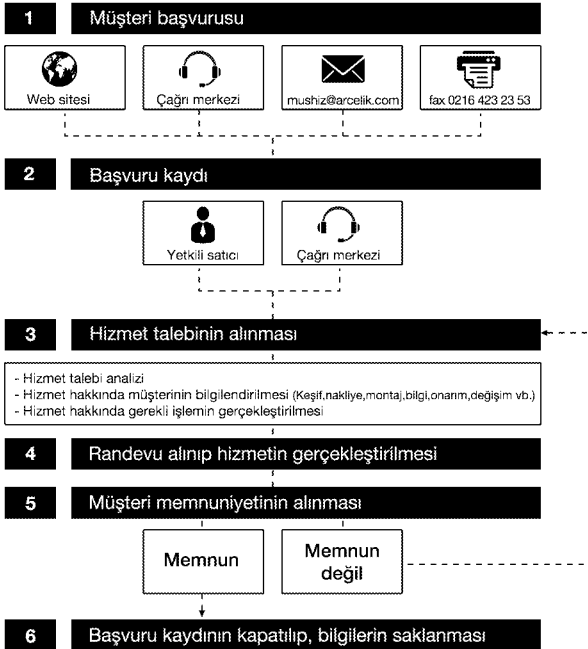 1 Müşteri başvurusu
Web sitesi
Çağrı merkezi
mushiz@arcelik.com
fax 0216 423 23 53
2 Başvuru kaydı
Yetkili satıcı
Çağrı merkezi
3 Hizmet talebinin alınması
- Hizmet talebi analizi
- Hizmet hakkında müşterinin bilgilendirilmesi (Keşif,nakliye,montaj,bilgi,onarım,değişim vb.)
- Hizmet hakkında gerekli işlemin gerçekleştirilmesi
4 Randevu alınıp hizmetin gerçekleştirilmesi
5 Müşteri memnuniyetinin alınması
Memnun
Memnun
değil
6 Başvuru kaydının kapatılıp, bilgilerin saklanması